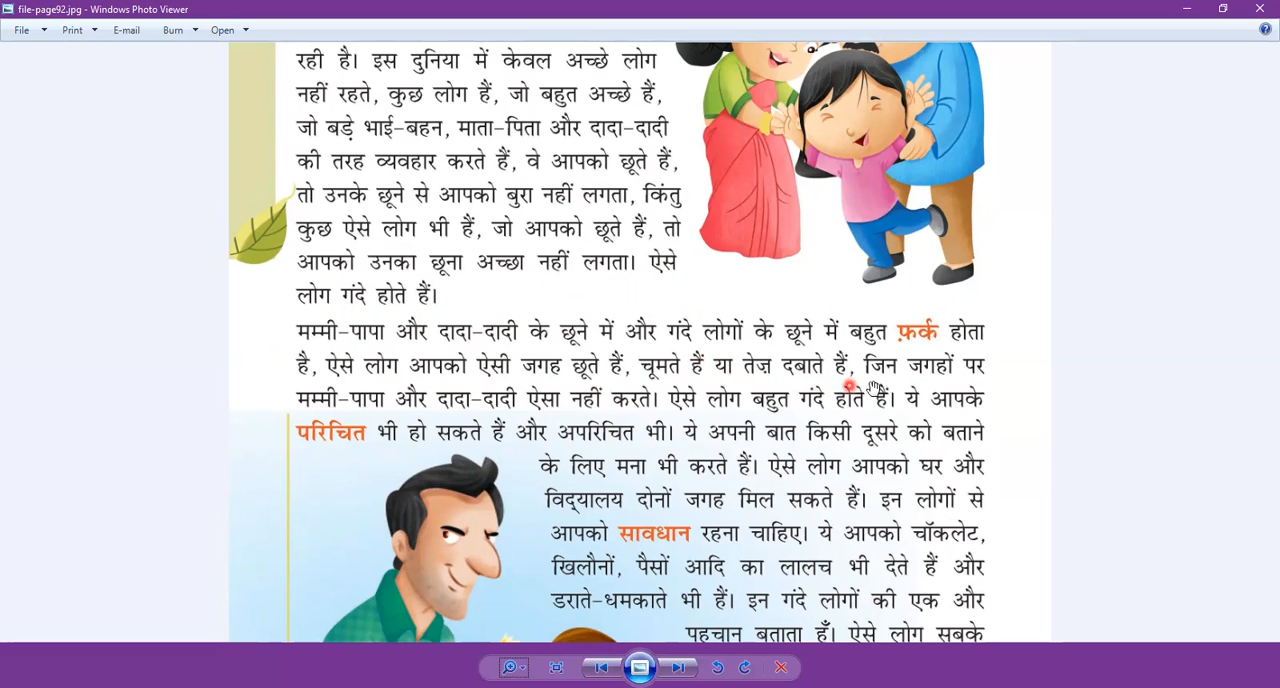 file-page92.jpg - Windows Photo Viewer
File Print E-mail Burn Open
रही है। इस दुनिया में केवल अच्छे लोग
नहीं रहते, कुछ लोग हैं, जो बहुत अच्छे हैं,
जो बड़े भाई-बहन, माता-पिता और दादा-दादी
की तरह व्यवहार करते हैं, वे आपको छूते हैं,
तो उनके छूने से आपको बुरा नहीं लगता, किंतु
कुछ ऐसे लोग भी हैं, जो आपको छूते हैं, तो
आपको उनका छूना अच्छा नहीं लगता। ऐसे
लोग गंदे होते हैं।
मम्मी-पापा और दादा-दादी के छूने में और गंदे लोगों के छूने में बहुत फ़र्क होता
है, ऐसे लोग आपको ऐसी जगह छूते हैं, चूमते हैं या तेज़ दबाते हैं, जिन जगहों पर
मम्मी-पापा और दादा-दादी ऐसा नहीं करते। ऐसे लोग बहुत गंदे होते हैं। ये आपके
परिचित भी हो सकते हैं और अपरिचित भी। ये अपनी बात किसी दूसरे को बताने
के लिए मना भी करते हैं। ऐसे लोग आपको घर और
विद्‌यालय दोनों जगह मिल सकते हैं। इन लोगों से
आपको सावधान रहना चाहिए। ये आपको चॉकलेट,
खिलौनों, पैसों आदि का लालच भी देते हैं और
डराते-धमकाते भी हैं। इन गंदे लोगों की एक और
पहचान बताता हूँ। ऐसे लोग सबके